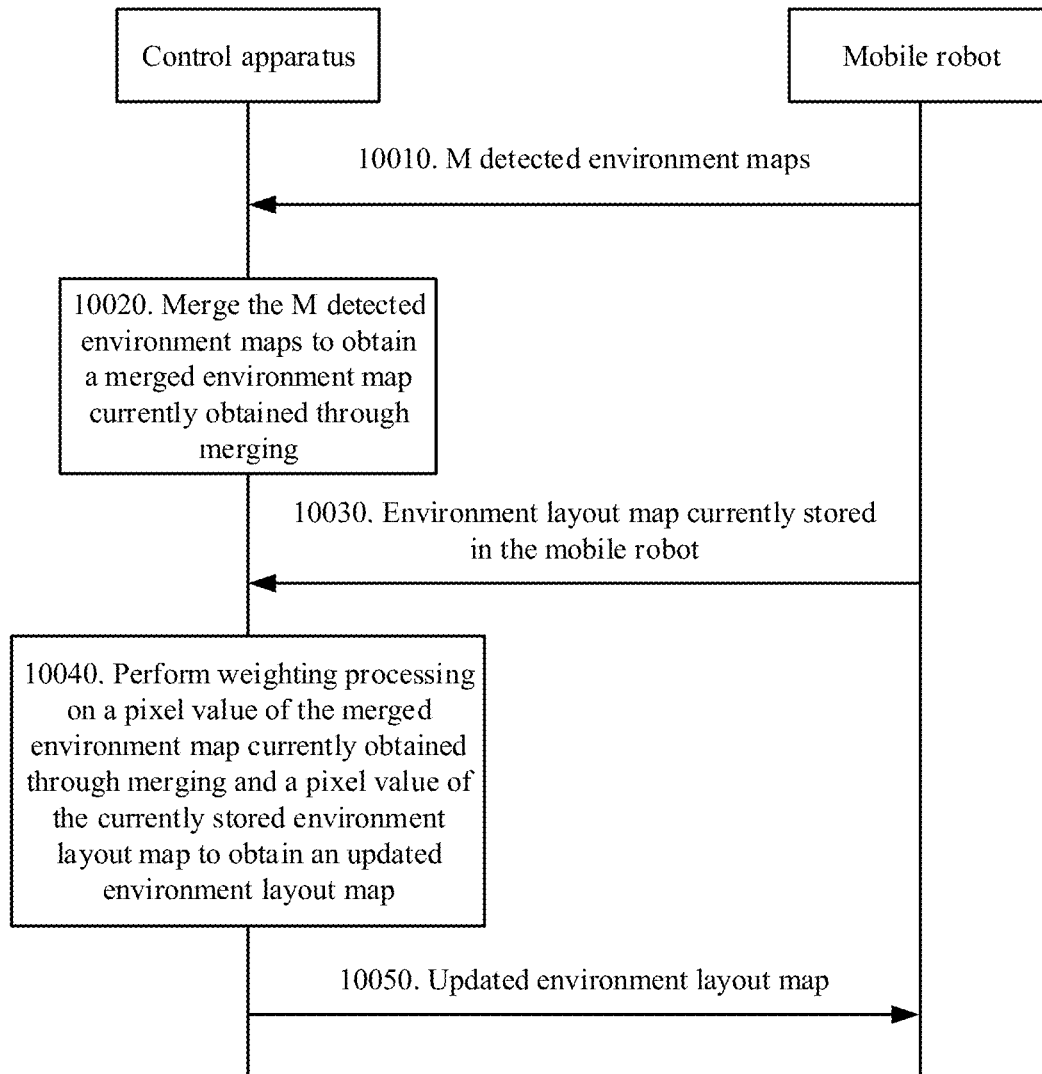 Control apparatus
Mobile robot
10010. M detected environment maps
10020. Merge the M detected
environment maps to obtain
a merged environment map
currently obtained through
merging
10030. Environment layout map currently stored
in the mobile robot
10040. Perform weighting processing
on a pixel value of the merged
environment map currently obtained
through merging and a pixel value of
the currently stored environment
layout map to obtain an updated
environment layout map
10050. Updated environment layout map